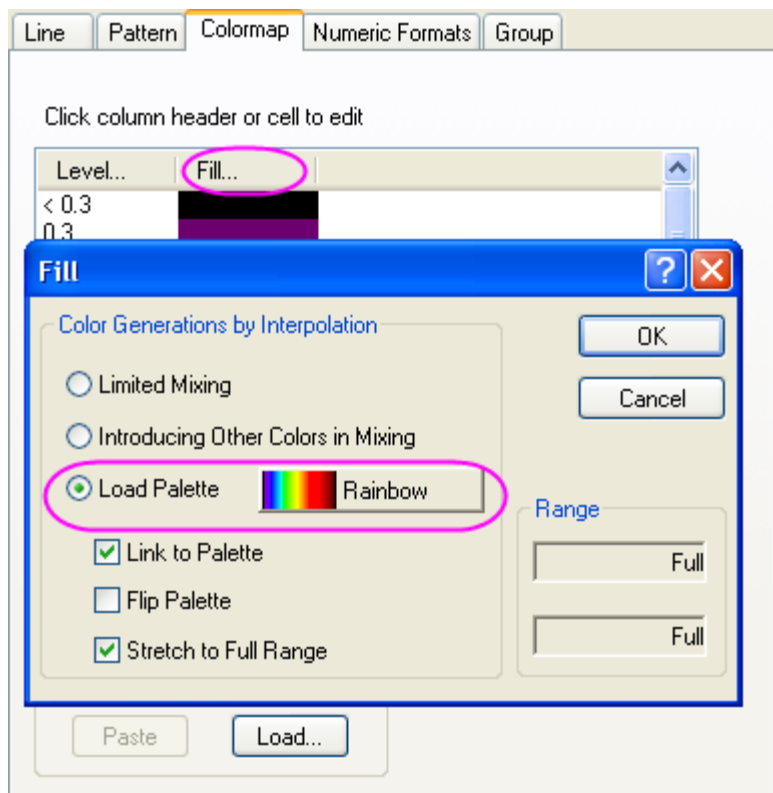 Line Pattern Colormap Numeric Formats Group
Click column header or cell to edit
Level... Fill...
< 0.3
0.3
Fill
?
Color Generations by Interpolation
OK
Limited Mixing
Cancel
Introducing Other Colors in Mixing
Load Palette Rainbow
Range
Link to Palette
Full
Flip Palette
Full
Stretch to Full Range
Paste Load...